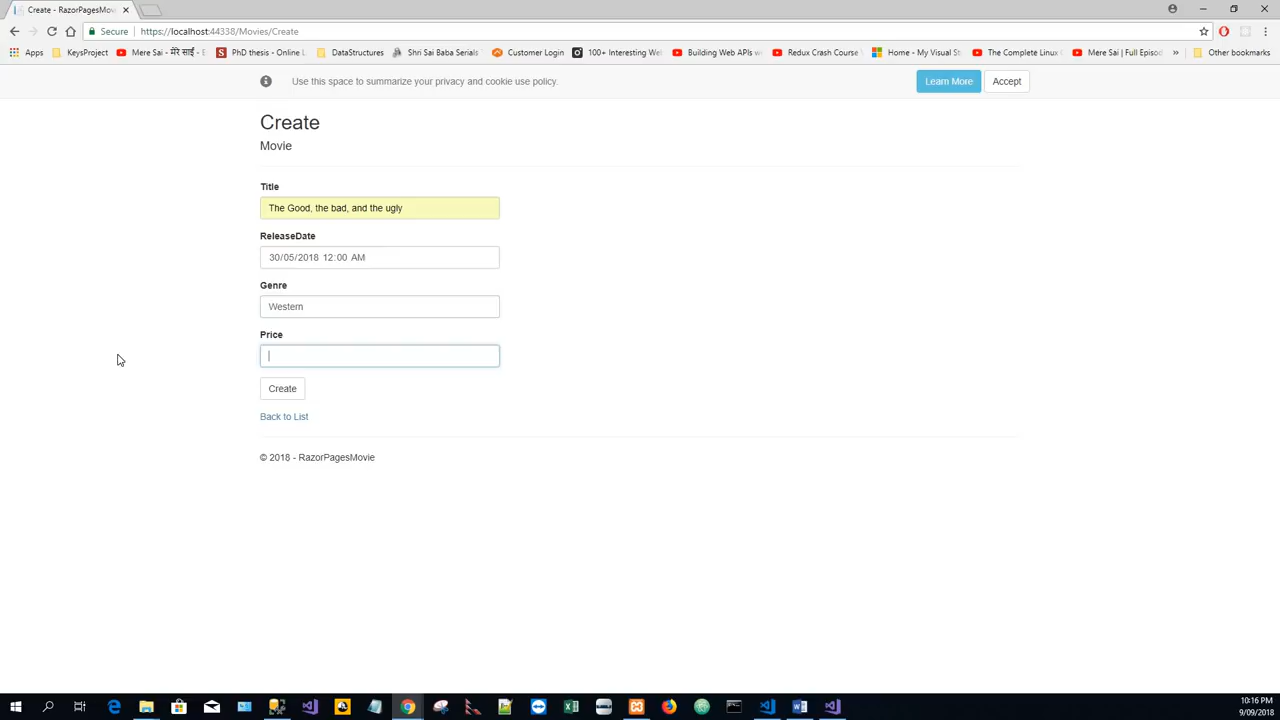 Create - RazorPagesMovi
Secure
https://localhost:44338/Movies/Create
Apps
KeysProject
Mere Sai - मेरे साई - E
PhD thesis - Online L
DataStructures
Shri Sai Baba Serials
Customer Login
100+ Interesting We
Building Web APIs w
Redux Crash Course
Home - My Visual St
The Complete Linux
Mere Sai | Full Episod
»
Other bookmarks
Use this space to summarize your privacy and cookie use policy.
Learn More
Accept
Create
Movie
Title
The Good, the bad, and the ugly
ReleaseDate
30/05/2018 12:00 AM
Genre
Western
Price
Create
Back to List
© 2018 - RazorPagesMovie
10:16 PM
9/09/2018